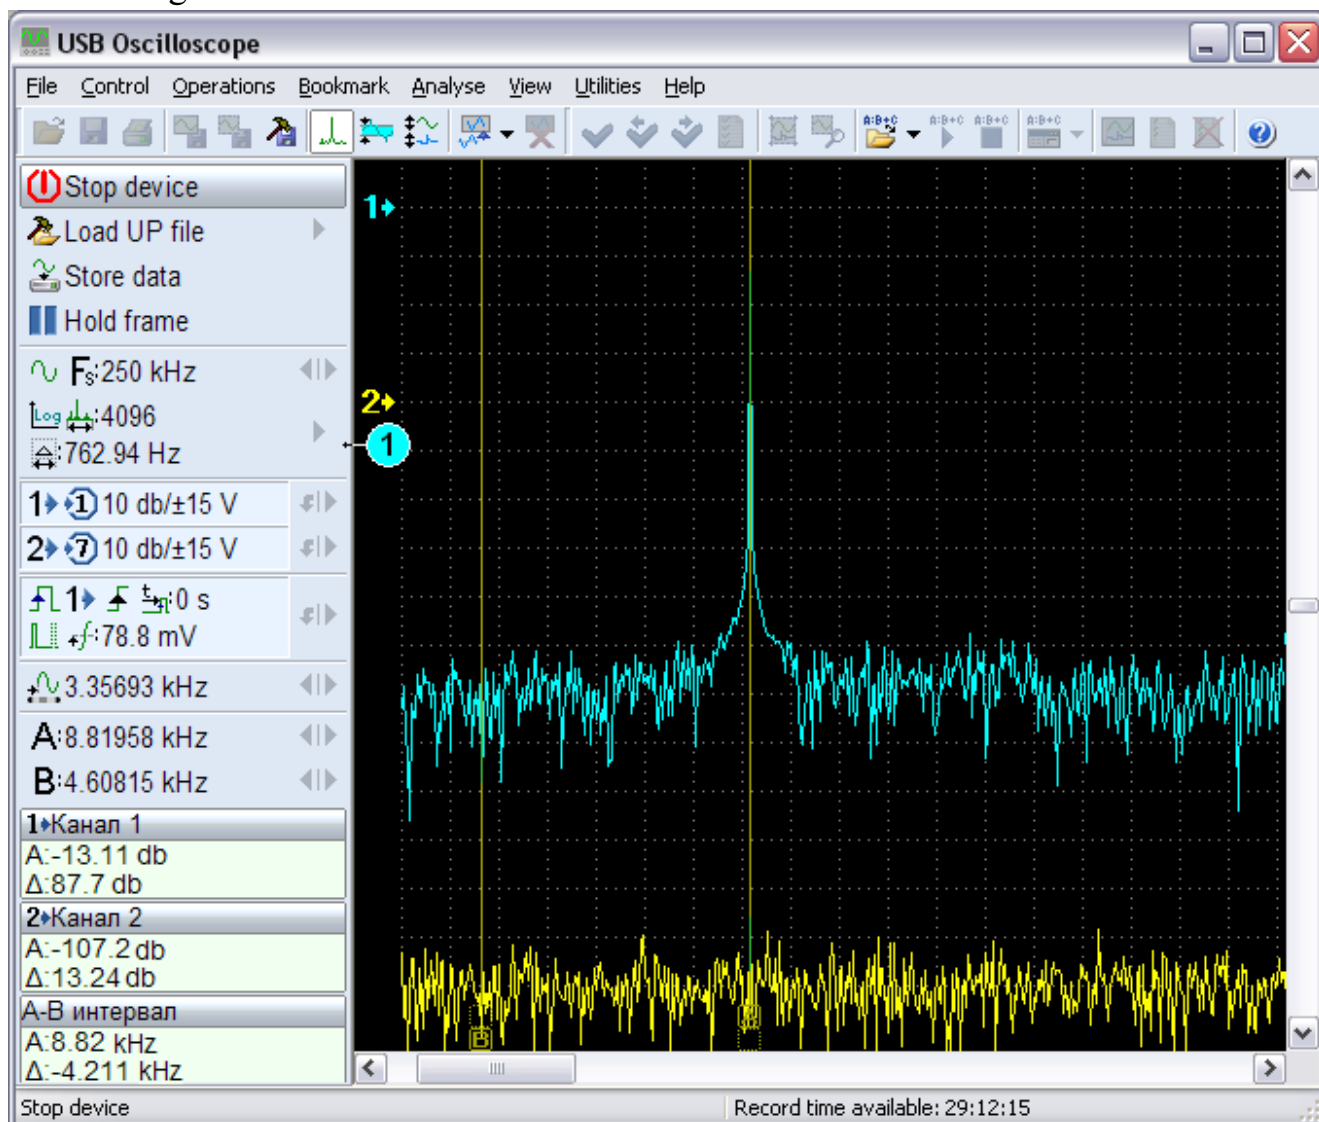 USB Oscilloscope
File Control Operations Bookmark Analyse View Utilities Help
A:B+C A:B+C A:B+C A:B+C
Stop device
Load UP file
Store data
Hold frame
Fs:250 kHz
Log :4096
:762.94 Hz
1 1 10 db/±15 V
2 7 10 db/±15 V
1 t :0 s
f:78.8 mV
3.35693 kHz
A:8.81958 kHz
B:4.60815 kHz
1 Канал 1
A:-13.11 db
Δ:87.7 db
2 Канал 2
A:-107.2 db
Δ:13.24 db
A-B интервал
A:8.82 kHz
Δ:-4.211 kHz
1
2
1
B
Stop device
Record time available: 29:12:15